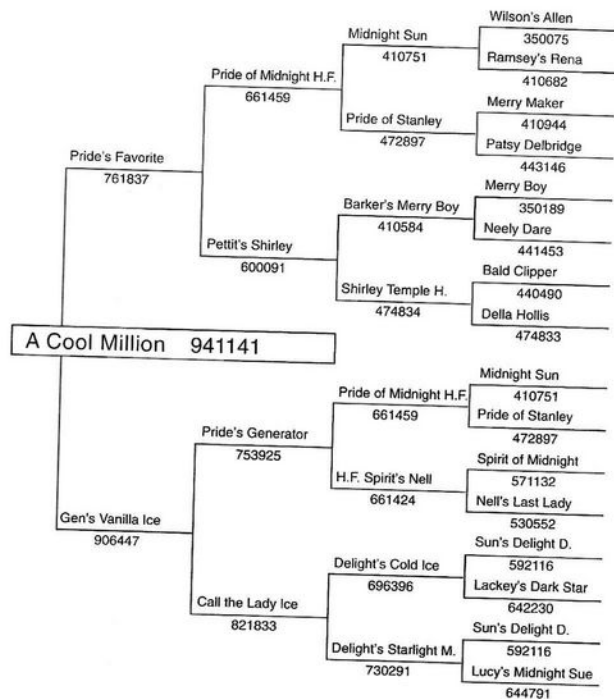 Wilson's Allen
Midnight Sun
350075
410751
Ramsey's Rena
Pride of Midnight H.F.
410682
661459
Merry Maker
Pride of Stanley
410944
472897
Patsy Delbridge
Pride's Favorite
443146
761837
Merry Boy
Barker's Merry Boy
350189
410584
Neely Dare
Pettit's Shirley
441453
600091
Bald Clipper
Shirley Temple H.
440490
474834
Della Hollis
474833
A Cool Million 941141
Midnight Sun
Pride of Midnight H.F.
410751
661459
Pride of Stanley
Pride's Generator
472897
753925
Spirit of Midnight
H.F. Spirit's Nell
571132
661424
Nell's Last Lady
Gen's Vanilla Ice
530552
906447
Sun's Delight D.
Delight's Cold Ice
592116
696396
Lackey's Dark Star
Call the Lady Ice
642230
821833
Sun's Delight D.
Delight's Starlight M.
592116
730291
Lucy's Midnight Sue
644791